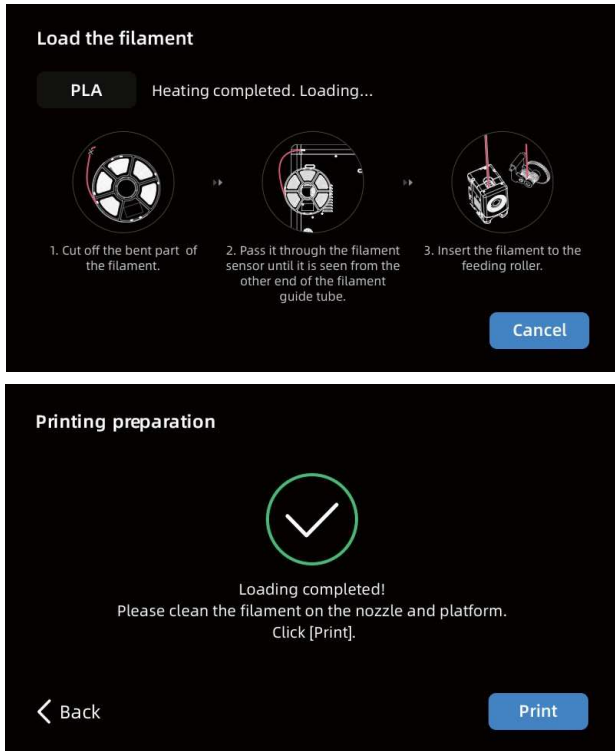 Load the filament
PLA
Heating completed. Loading...
1. Cut off the bent part of
the filament.
2. Pass it through the filament
sensor until it is seen from the
other end of the filament
guide tube.
3. Insert the filament to the
feeding roller.
Cancel
Printing preparation
Loading completed!
Please clean the filament on the nozzle and platform.
Click [Print].
Back
Print